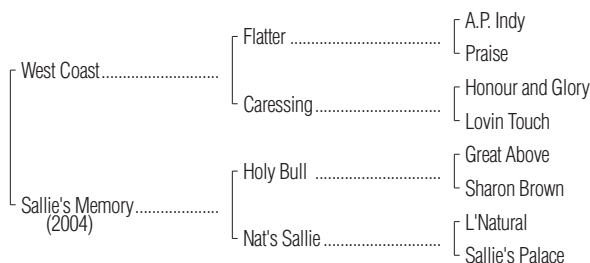 A.P. Indy
Flatter ........................................
Praise
West Coast...............................
Honour and Glory
Caressing....................................
Lovin Touch
Great Above
Holy Bull .................................
Sharon Brown
Sallie's Memory......................
(2004)
L'Natural
Nat's Sallie................................
Sallie's Palace